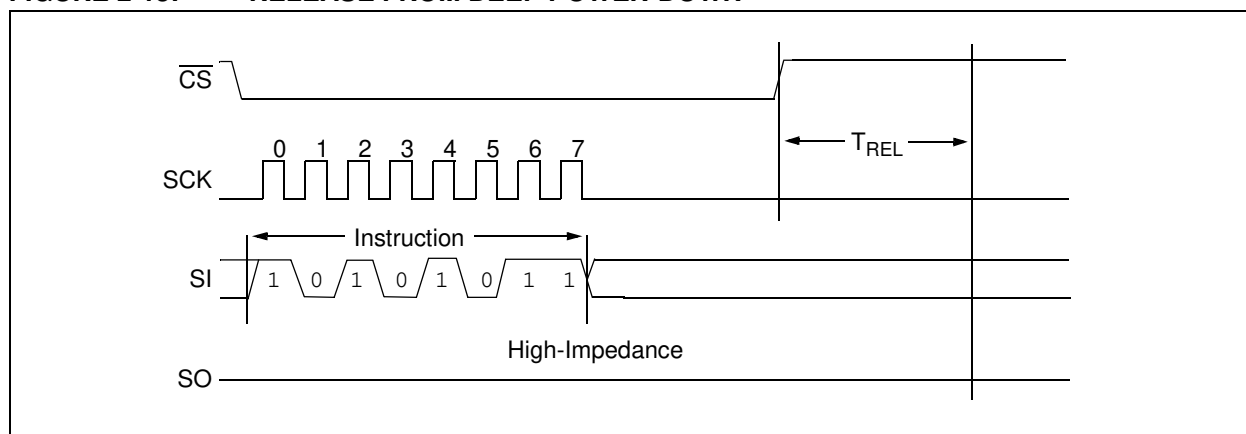 CS
0 1 2 3 4 5 6 7
T_REL
SCK
Instruction
SI
1 0 1 0 1 0 1 1
High-Impedance
SO